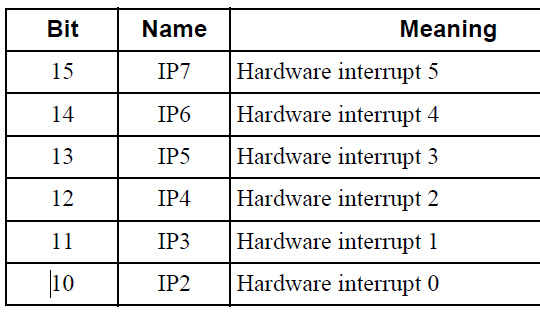 Bit Name Meaning
15 IP7 Hardware interrupt 5
14 IP6 Hardware interrupt 4
13 IP5 Hardware interrupt 3
12 IP4 Hardware interrupt 2
11 IP3 Hardware interrupt 1
10 IP2 Hardware interrupt 0